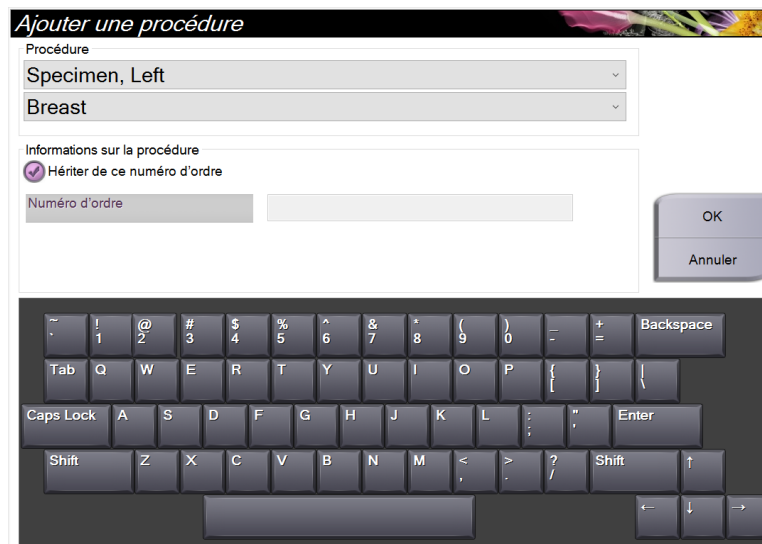 Ajouter une procédure
Procédure
Specimen, Left
Breast
Informations sur la procédure
Hériter de ce numéro d'ordre
Numéro d'ordre
OK
Annuler
~ ! @ # $ % ^ & * ( ) _ + Backspace
` 1 2 3 4 5 6 7 8 9 0 - =
Tab Q W E R T Y U I O P { } |
[ ] \
Caps Lock A S D F G H J K L : " Enter
; '
Shift Z X C V B N M < > ? Shift ↑
, . /
← ↓ →